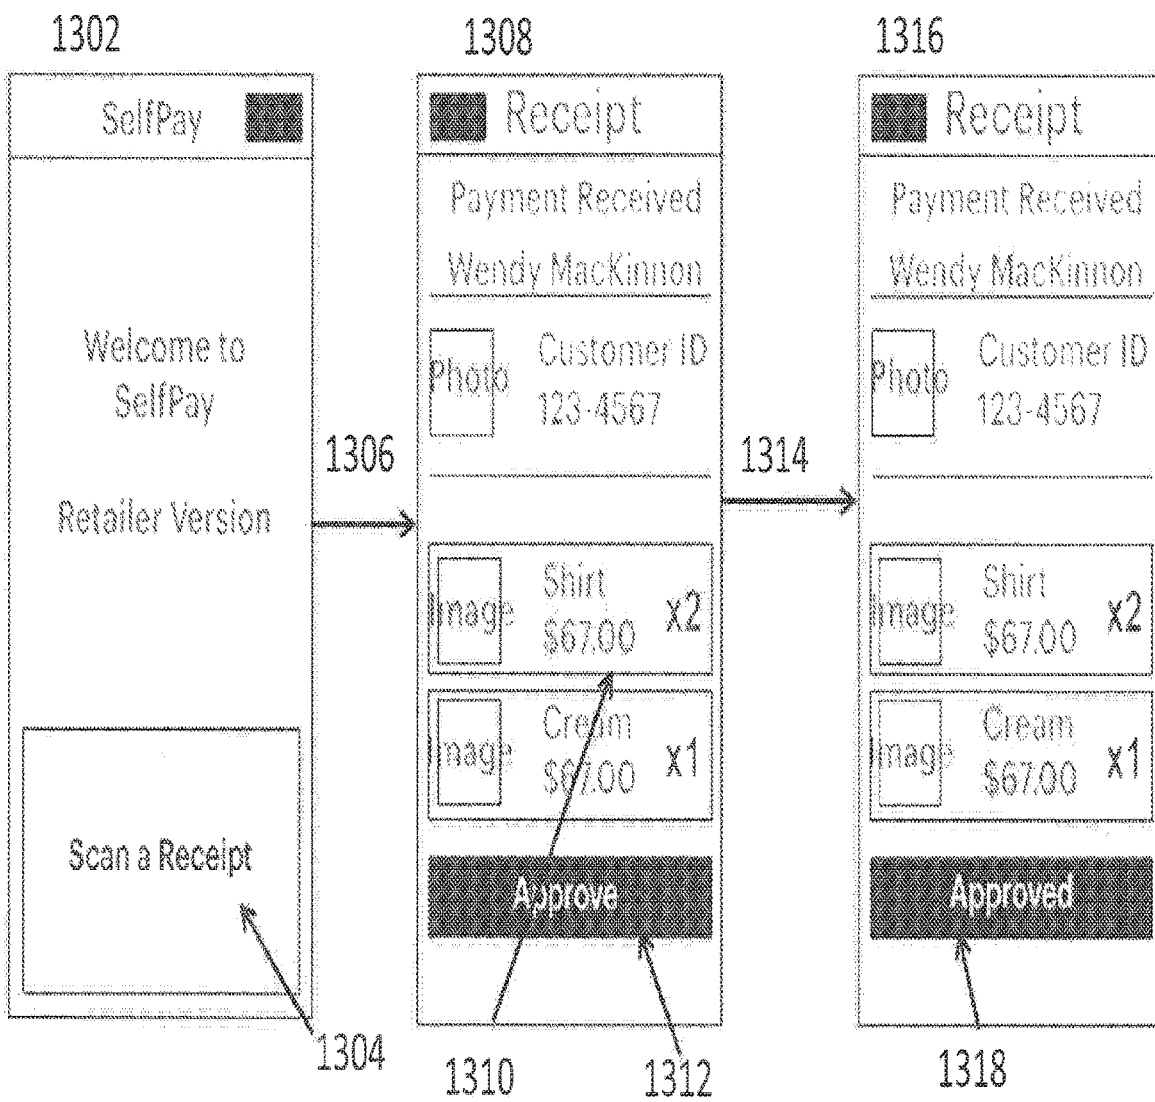 1302
SelfPay
Welcome to
SelfPay
Retailer Version
Scan a Receipt
1304
1306
1308
Receipt
Payment Received
Wendy MacKinnon
Photo
Customer ID
123-4567
Image
Shirt
$67.00
x2
Image
Cream
$67.00
x1
Approve
1310
1312
1314
1316
Receipt
Payment Received
Wendy MacKinnon
Photo
Customer ID
123-4567
Image
Shirt
$67.00
x2
Image
Cream
$67.00
x1
Approved
1318